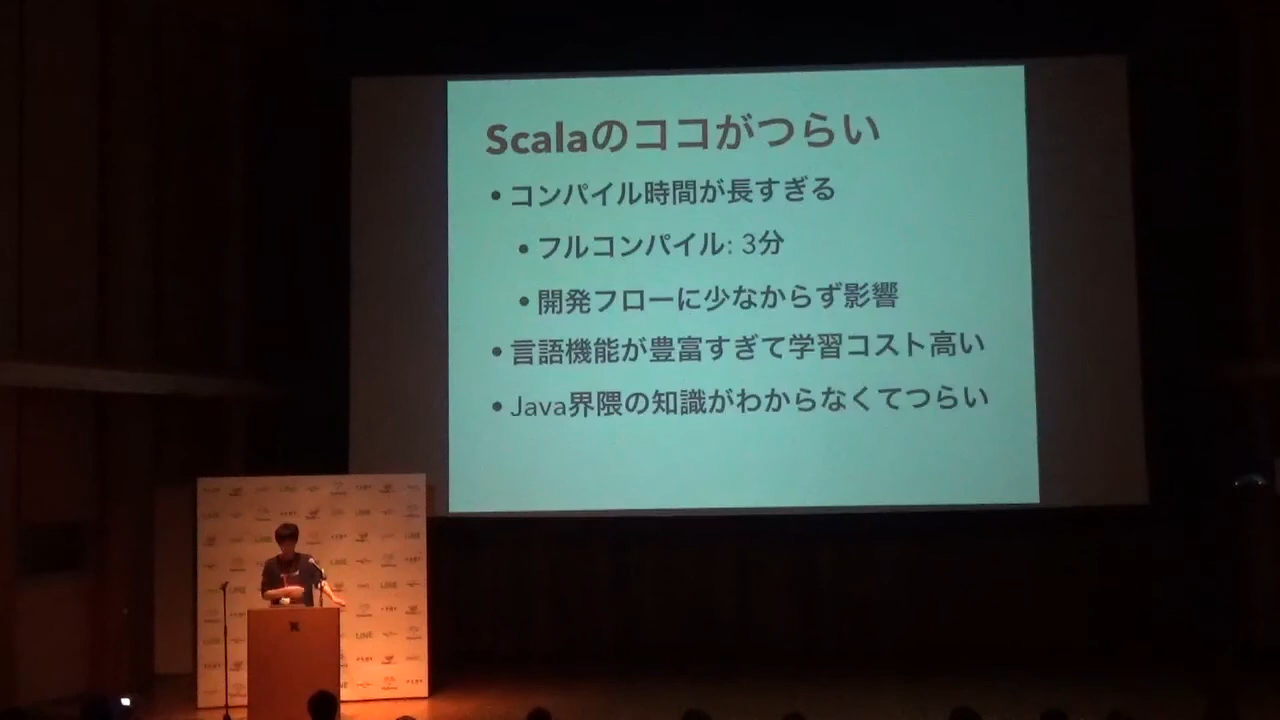 Scalaのココがつらい
• コンパイル時間が長すぎる
• フルコンパイル: 3分
• 開発フローに少なからず影響
• 言語機能が豊富すぎて学習コスト高い
• Java界隈の知識がわからなくてつらい
LINE
LINE
LINE